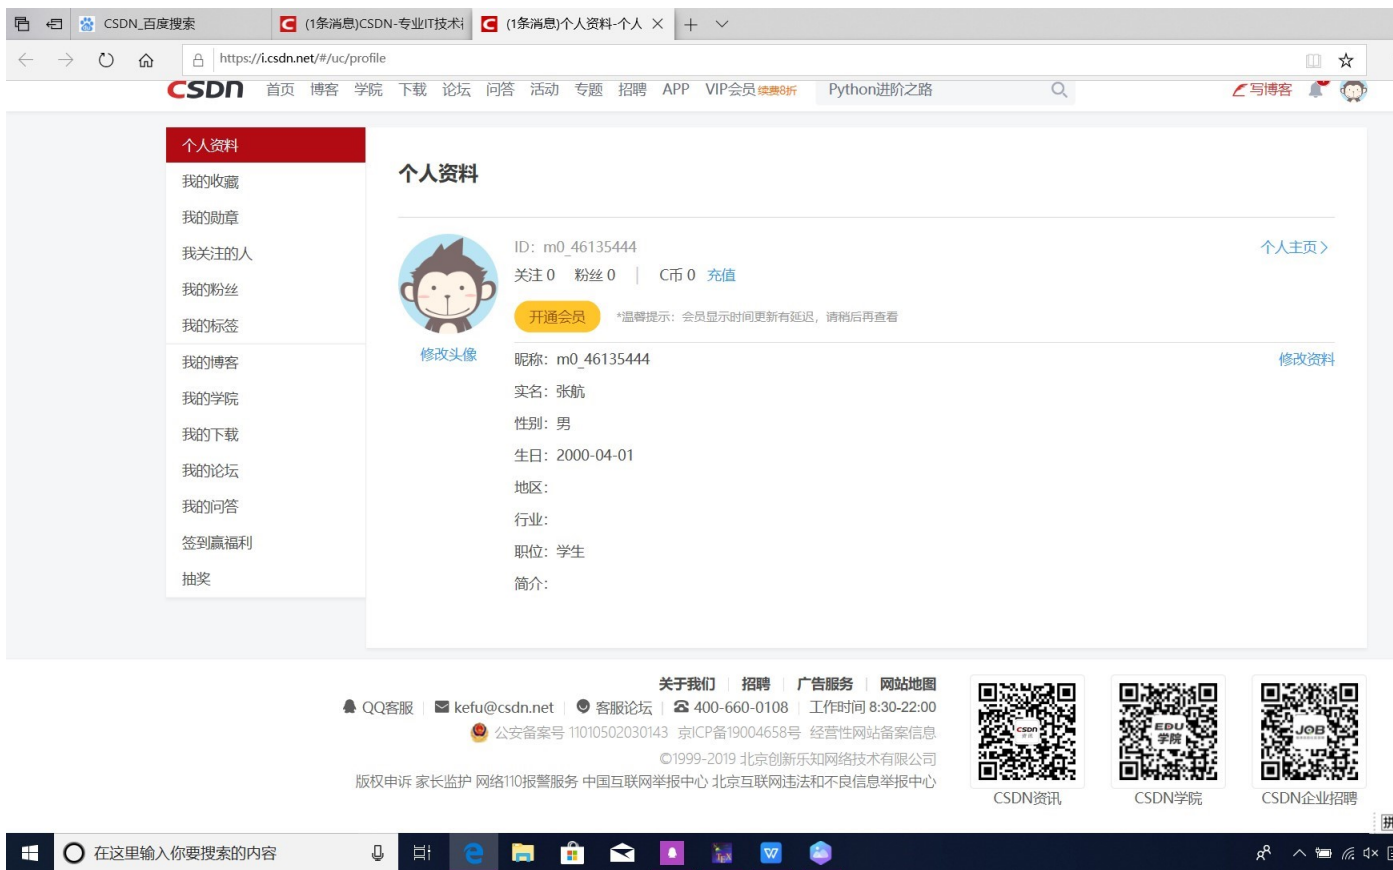 CSDN_百度搜索
(1条消息)CSDN-专业IT技术
(1条消息)个人资料-个人
https://i.csdn.net/#/uc/profile
CSDN 首页 博客 学院 下载 论坛 问答 活动 专题 招聘 APP VIP会员 续费8折 Python进阶之路 写博客
个人资料
我的收藏
我的勋章
我关注的人
我的粉丝
我的标签
我的博客
我的学院
我的下载
我的论坛
我的问答
签到赢福利
抽奖
个人资料
ID: m0_46135444
个人主页
关注 0 粉丝 0 | C币 0 充值
开通会员 *温馨提示：会员显示时间更新有延迟，请稍后再查看
修改头像
昵称：m0_46135444
修改资料
实名：张航
性别：男
生日：2000-04-01
地区：
行业：
职位：学生
简介：
关于我们 | 招聘 | 广告服务 | 网站地图
QQ客服 | kefu@csdn.net | 客服论坛 | 400-660-0108 | 工作时间 8:30-22:00
公安备案号 11010502030143 京ICP备19004658号 经营性网站备案信息
©1999-2019 北京创新乐知网络技术有限公司
版权申诉 家长监护 网络110报警服务 中国互联网举报中心 北京互联网违法和不良信息举报中心
CSDN
EDU
学院
JOB
CSDN资讯
CSDN学院
CSDN企业招聘
拼
在这里输入你要搜索的内容